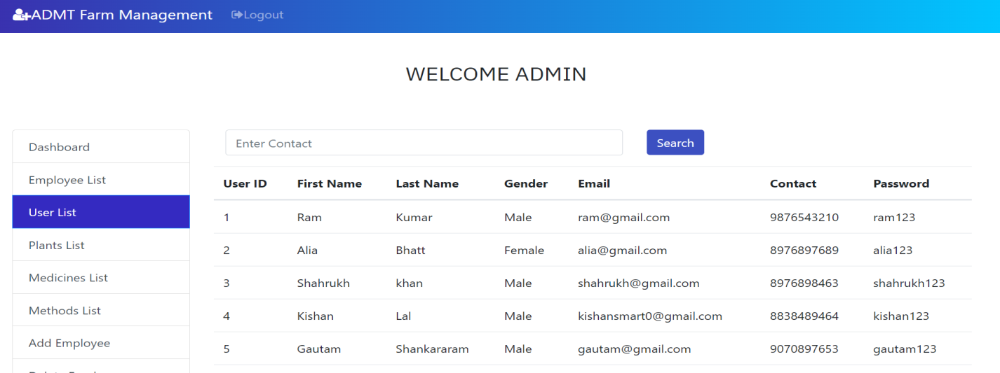 ADMT Farm Management Logout
WELCOME ADMIN
Dashboard
Employee List
User List
Plants List
Medicines List
Methods List
Add Employee
Enter Contact Search
User ID First Name Last Name Gender Email Contact Password
1 Ram Kumar Male ram@gmail.com 9876543210 ram123
2 Alia Bhatt Female alia@gmail.com 8976897689 alia123
3 Shahrukh khan Male shahrukh@gmail.com 8976898463 shahrukh123
4 Kishan Lal Male kishansmart0@gmail.com 8838489464 kishan123
5 Gautam Shankararam Male gautam@gmail.com 9070897653 gautam123